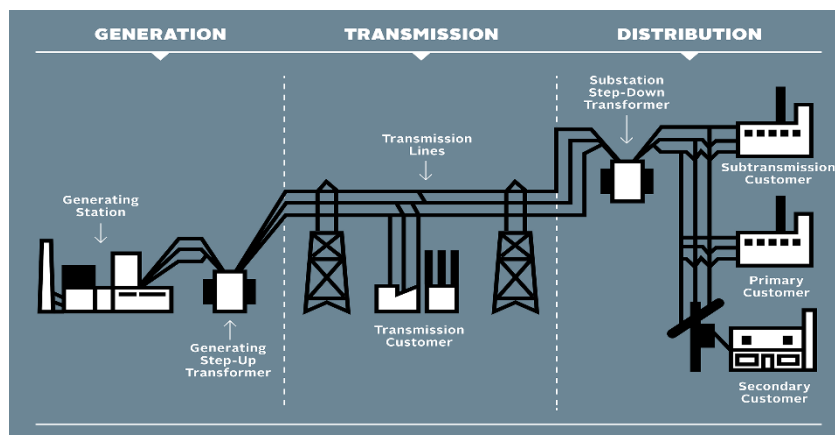 GENERATION
TRANSMISSION
DISTRIBUTION
Generating
Station
Generating
Step-Up
Transformer
Transmission
Lines
Transmission
Customer
Substation
Step-Down
Transformer
Subtransmission
Customer
Primary
Customer
Secondary
Customer